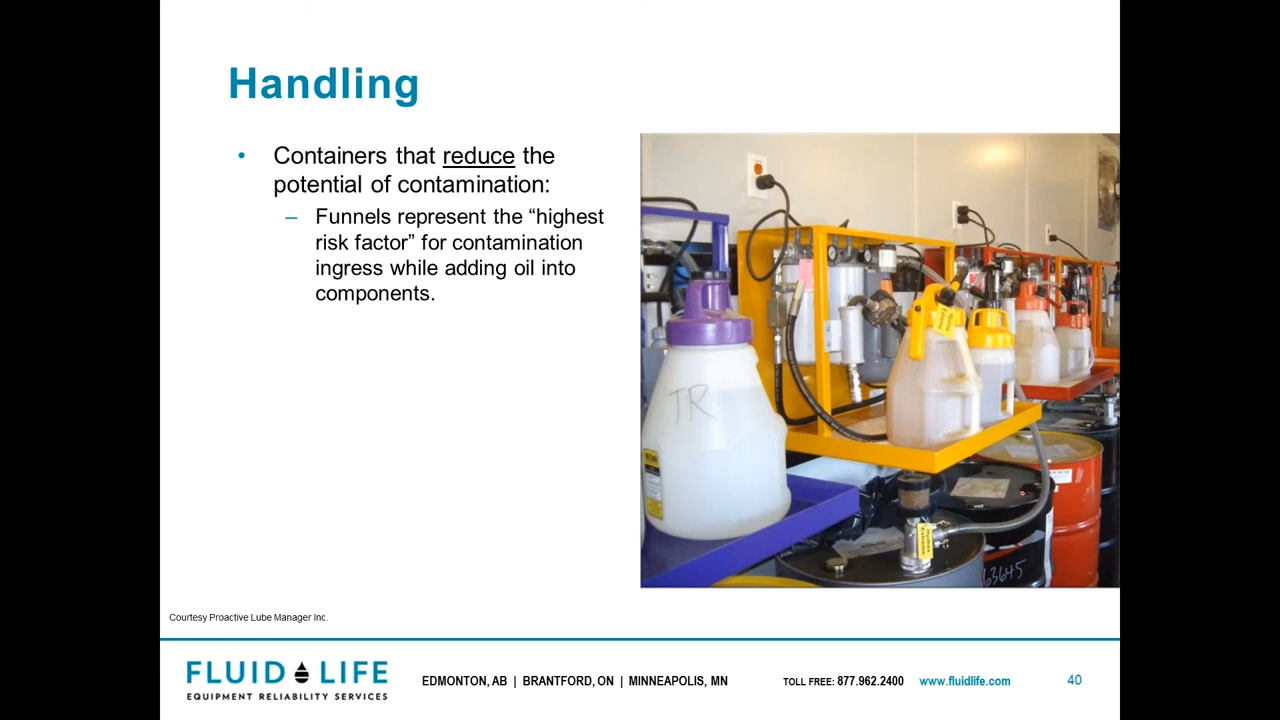 Handling
• Containers that reduce the
potential of contamination:
– Funnels represent the “highest
risk factor” for contamination
ingress while adding oil into
components.
TR
63645
Courtesy Proactive Lube Manager Inc.
FLUID LIFE
EQUIPMENT RELIABILITY SERVICES
EDMONTON, AB | BRANTFORD, ON | MINNEAPOLIS, MN
TOLL FREE: 877.962.2400 www.fluidlife.com
40